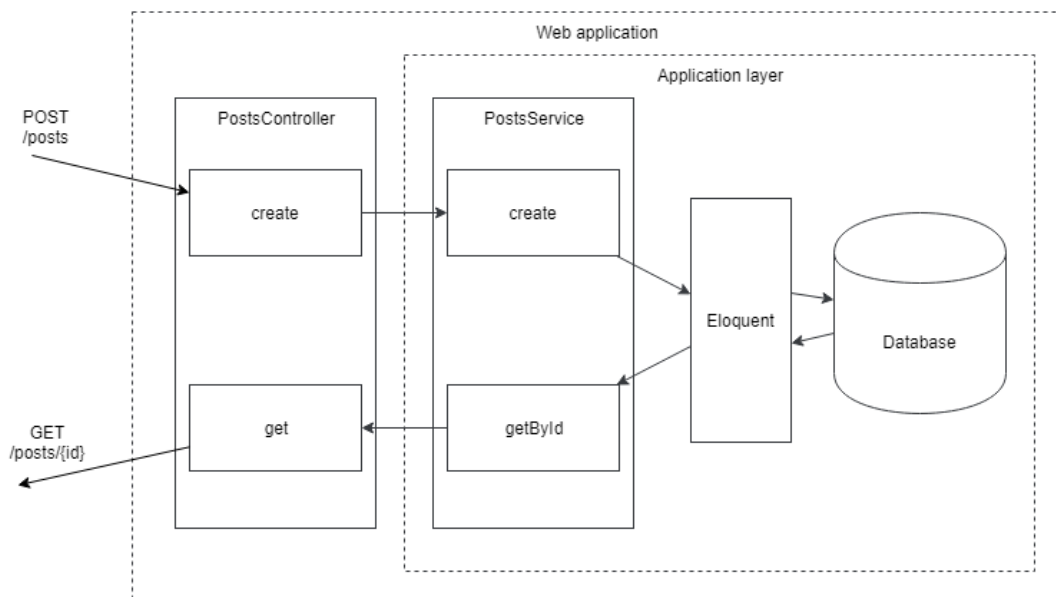 Web application
Application layer
POST
/posts
PostsController
PostsService
create
create
Eloquent
Database
GET
/posts/{id}
get
getById